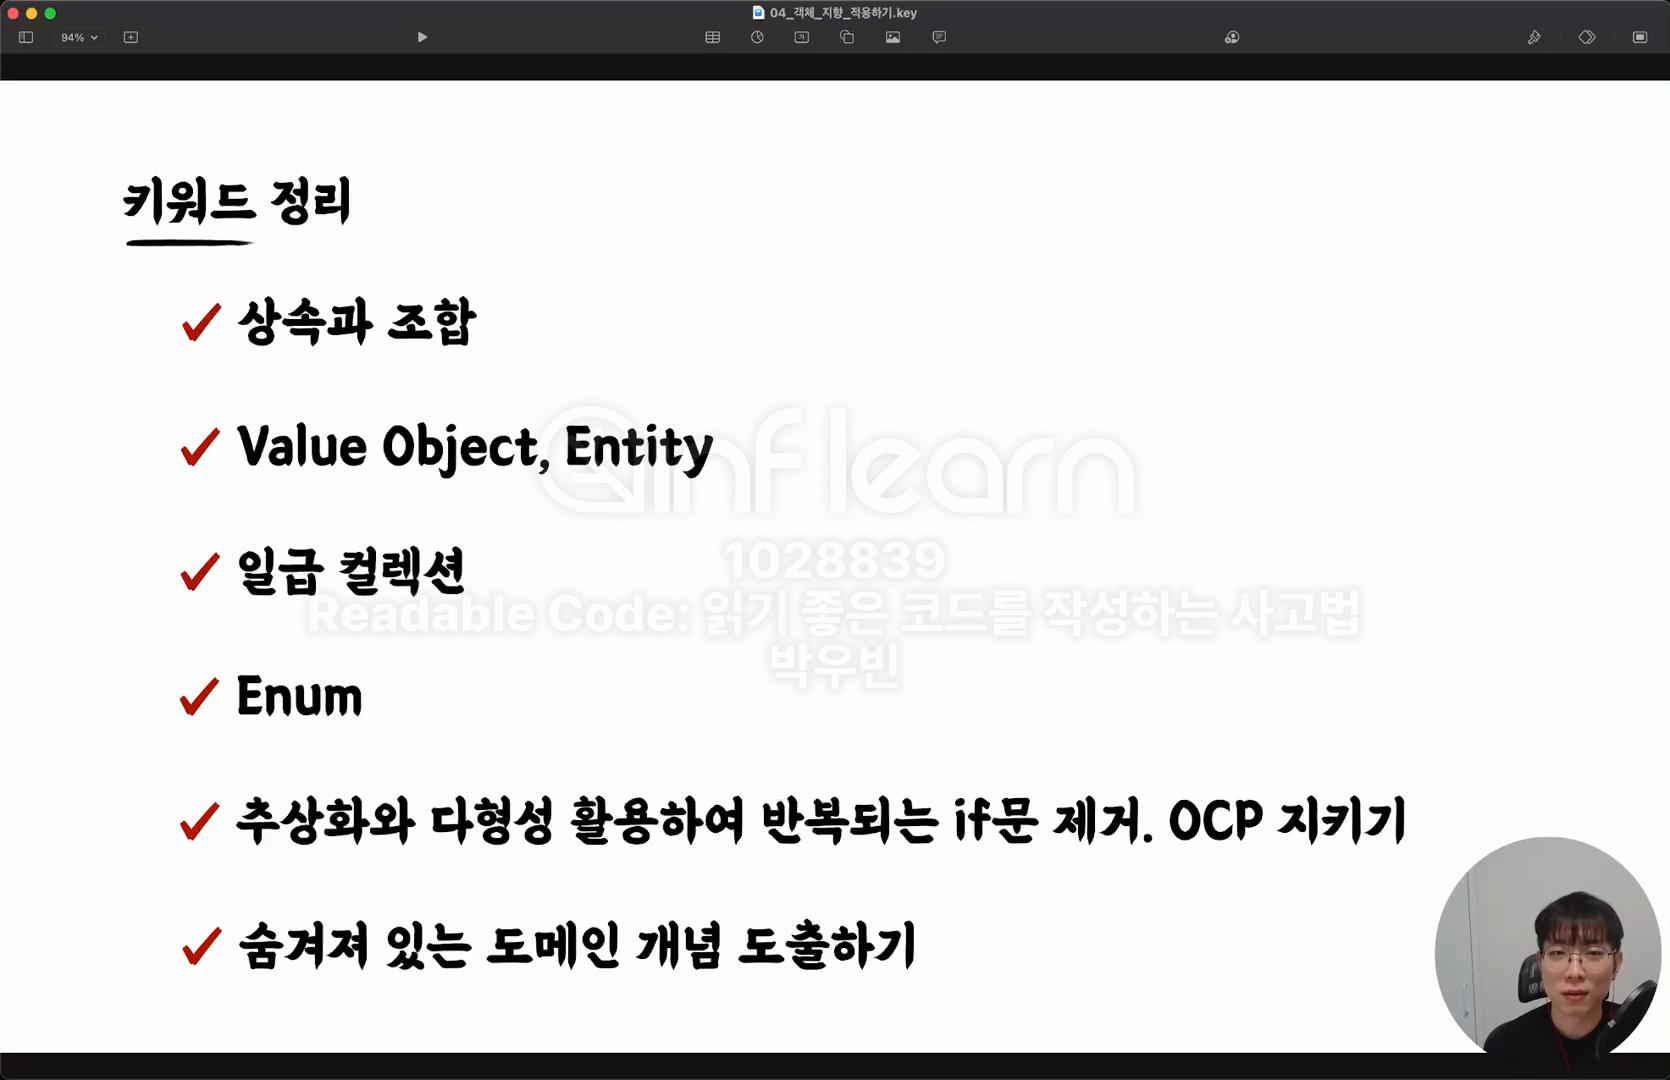 04_객체_지향_적용하기.key
94%
키워드 정리
상속과 조합
Value Object, Entity
일급 컬렉션
Enum
추상화와 다형성 활용하여 반복되는 if문 제거. OCP 지키기
숨겨져 있는 도메인 개념 도출하기
inflearn
1028839
Readable Code: 읽기 좋은 코드를 작성하는 사고법
박우빈